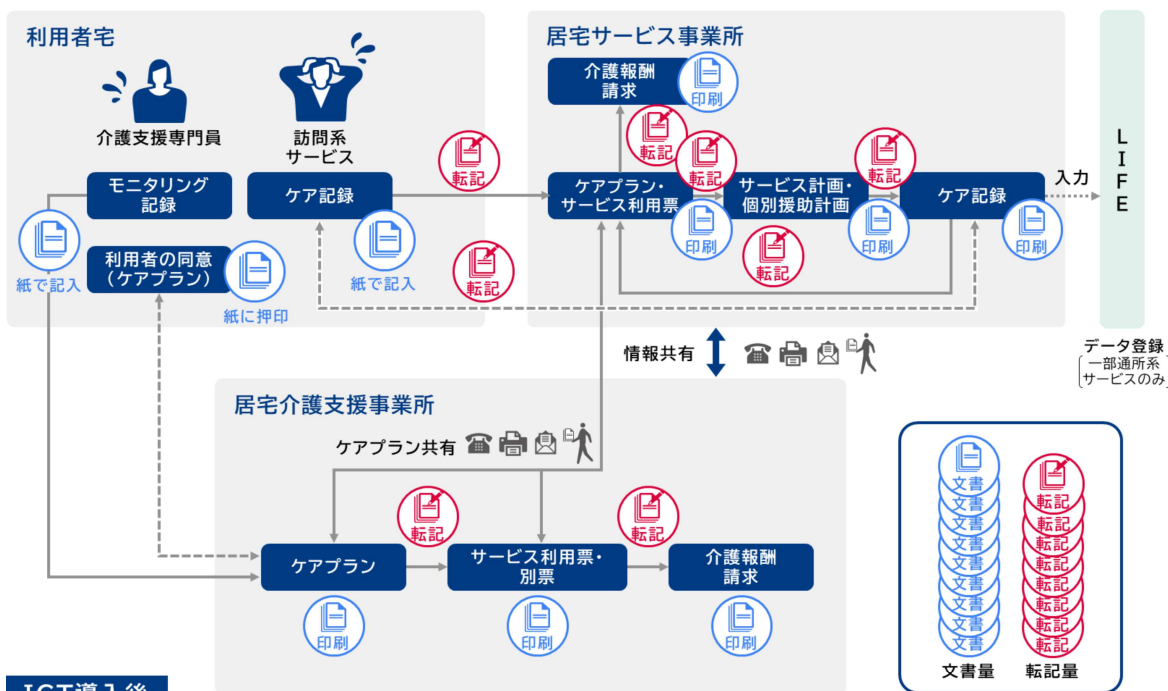 利用者宅
介護支援専門員
訪問系
サービス
モニタリング
記録
紙で記入
利用者の同意
(ケアプラン)
紙に押印
ケア記録
紙で記入
転記
転記
居宅サービス事業所
介護報酬
請求
印刷
転記
ケアプラン・
サービス利用票
印刷
転記
サービス計画・
個別援助計画
印刷
転記
転記
ケア記録
印刷
入力
LIFE
データ登録
一部通所系
サービスのみ
情報共有
居宅介護支援事業所
ケアプラン共有
ケアプラン
印刷
転記
サービス利用票・
別票
印刷
転記
介護報酬
請求
印刷
文書
文書
文書
文書
文書
文書
文書
文書
文書
文書量
転記
転記
転記
転記
転記
転記
転記
転記
転記量
ICT導入後